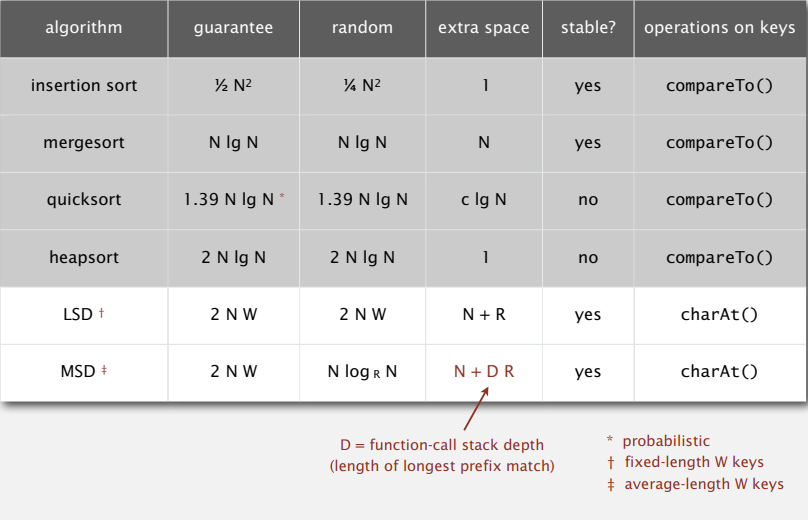 algorithm guarantee random extra space stable? operations on keys
insertion sort ½ N² ¼ N² 1 yes compareTo()
mergesort N lg N N lg N N yes compareTo()
quicksort 1.39 N lg N * 1.39 N lg N c lg N no compareTo()
heapsort 2 N lg N 2 N lg N 1 no compareTo()
LSD † 2 N W 2 N W N + R yes charAt()
MSD ‡ 2 N W N log R N N + D R yes charAt()
D = function-call stack depth
(length of longest prefix match)
* probabilistic
† fixed-length W keys
‡ average-length W keys